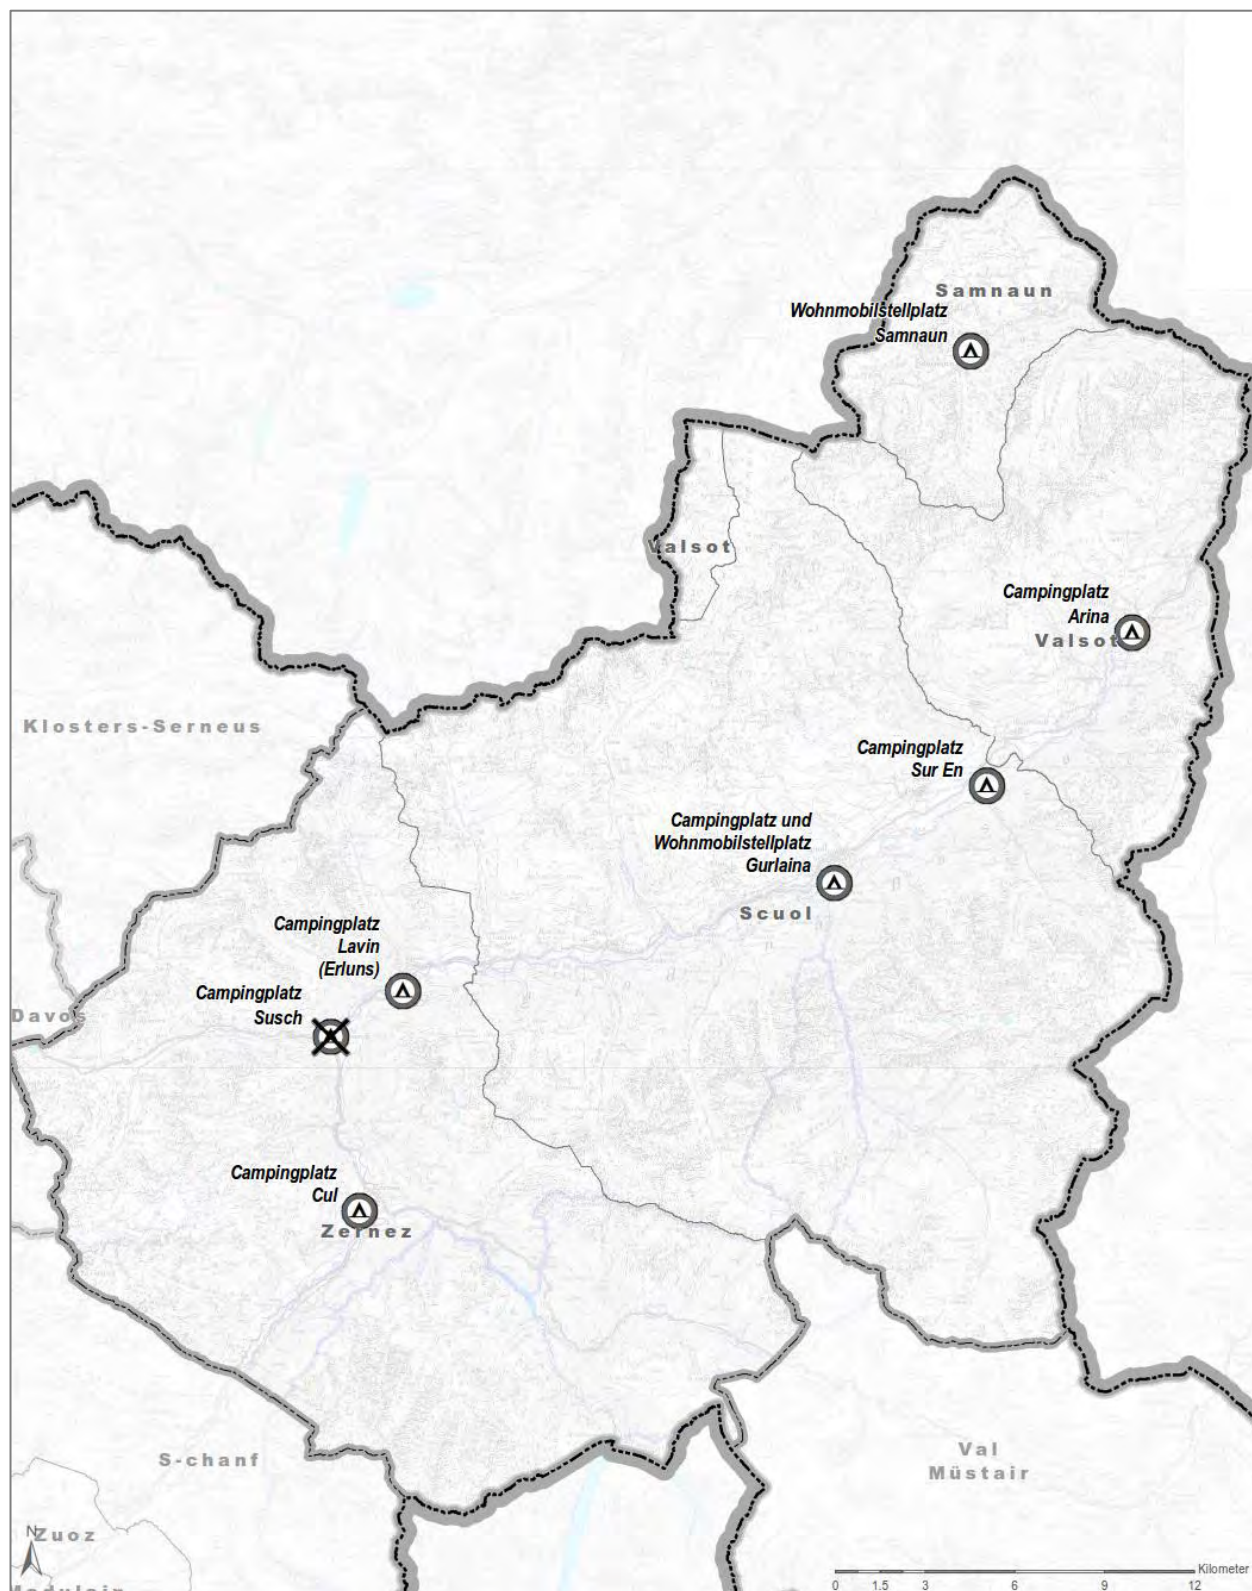 Samnaun
Wohnmobilstellplatz
Samnaun
Valsot
Campingplatz
Arina
Valsot
Klosters-Serneus
Campingplatz
Sur En
Campingplatz und
Wohnmobilstellplatz
Gurlaina
Scuol
Campingplatz
Lavin
(Erluns)
Campingplatz
Susch
Davos
Campingplatz
Cul
Zernez
S-chanf
Val
Müstair
N
Zuoz
Madulain
Kilometer
0 1.5 3 6 9 12